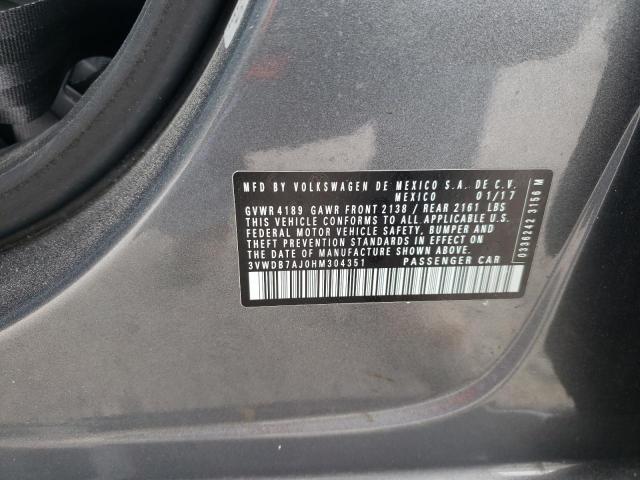 MFD BY VOLKSWAGEN DE MEXICO S.A. DE C.V.
MEXICO 01/17
GVWR 4189 GAWR FRONT 2138 / REAR 2161 LBS
THIS VEHICLE CONFORMS TO ALL APPLICABLE U.S.
FEDERAL MOTOR VEHICLE SAFETY, BUMPER AND
THEFT PREVENTION STANDARDS IN EFFECT ON THE
DATE OF MANUFACTURE SHOWN ABOVE.
3VWDB7AJ0HM304351 PASSENGER CAR
0336242 3156 M